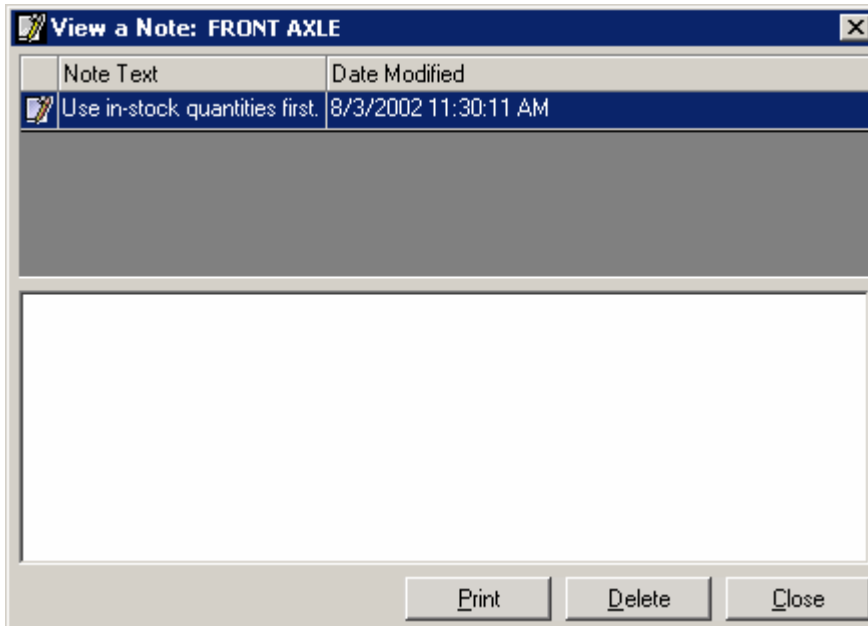 View a Note: FRONT AXLE
Note Text Date Modified
Use in-stock quantities first. 8/3/2002 11:30:11 AM
Print Delete Close